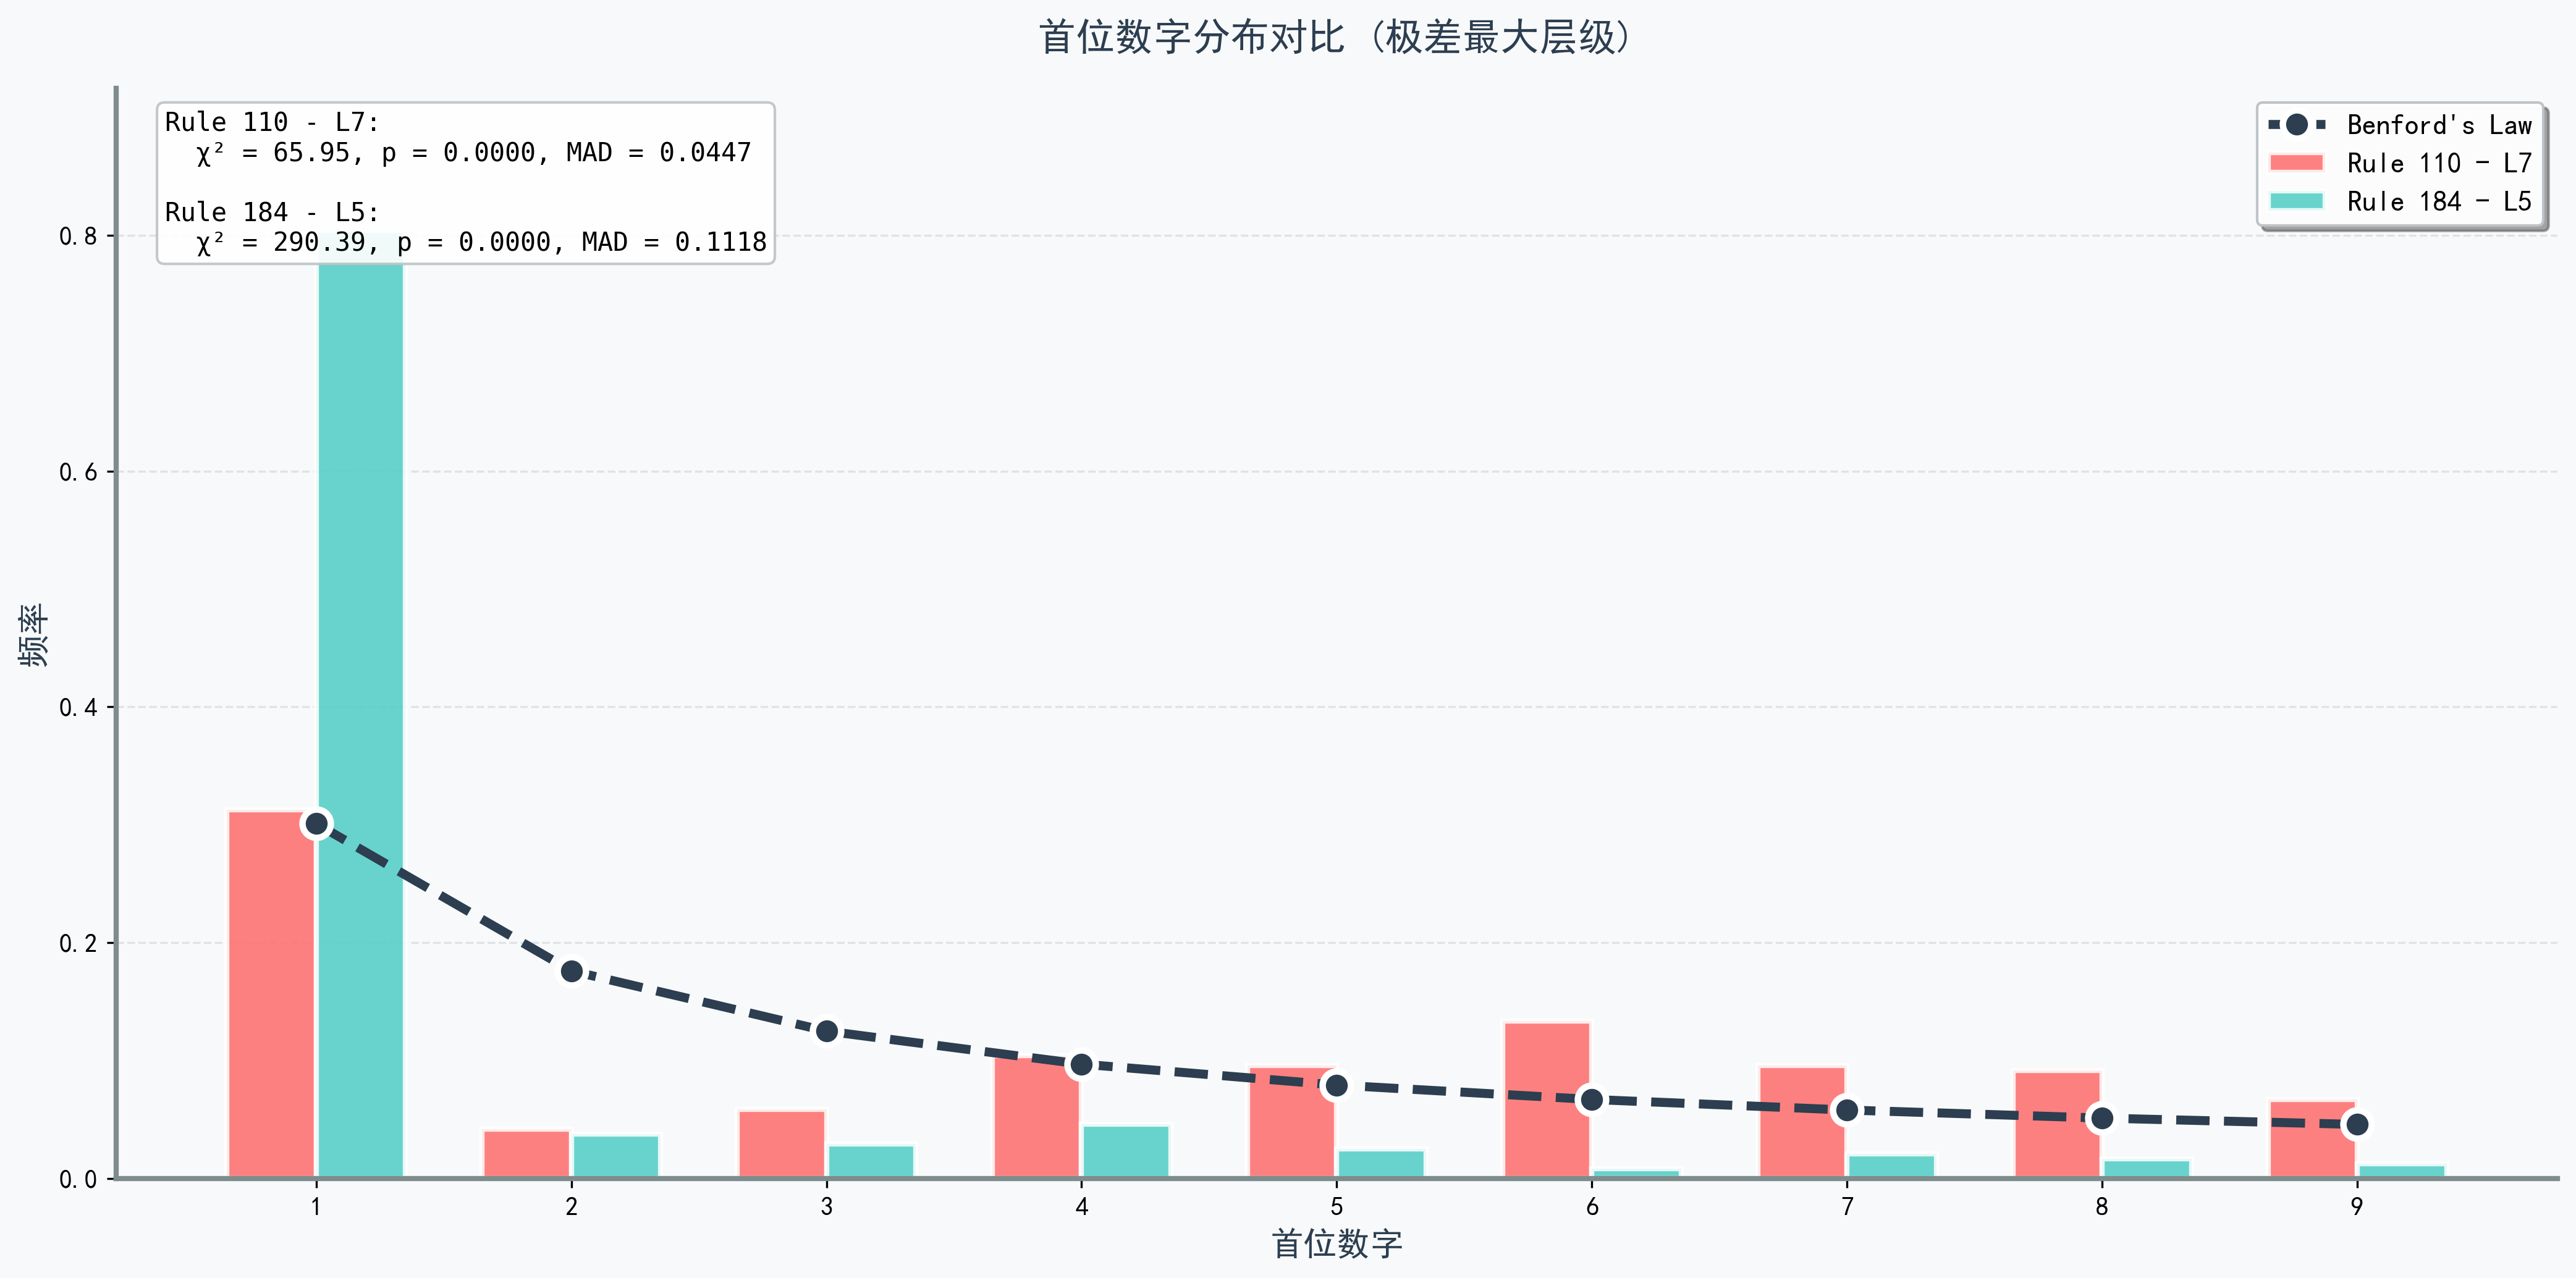 首位数字分布对比 (极差最大层级)
Rule 110 - L7:
χ² = 65.95, p = 0.0000, MAD = 0.0447
Rule 184 - L5:
χ² = 290.39, p = 0.0000, MAD = 0.1118
Benford's Law
Rule 110 - L7
Rule 184 - L5
频率
0.8
0.6
0.4
0.2
0.0
1 2 3 4 5 6 7 8 9
首位数字